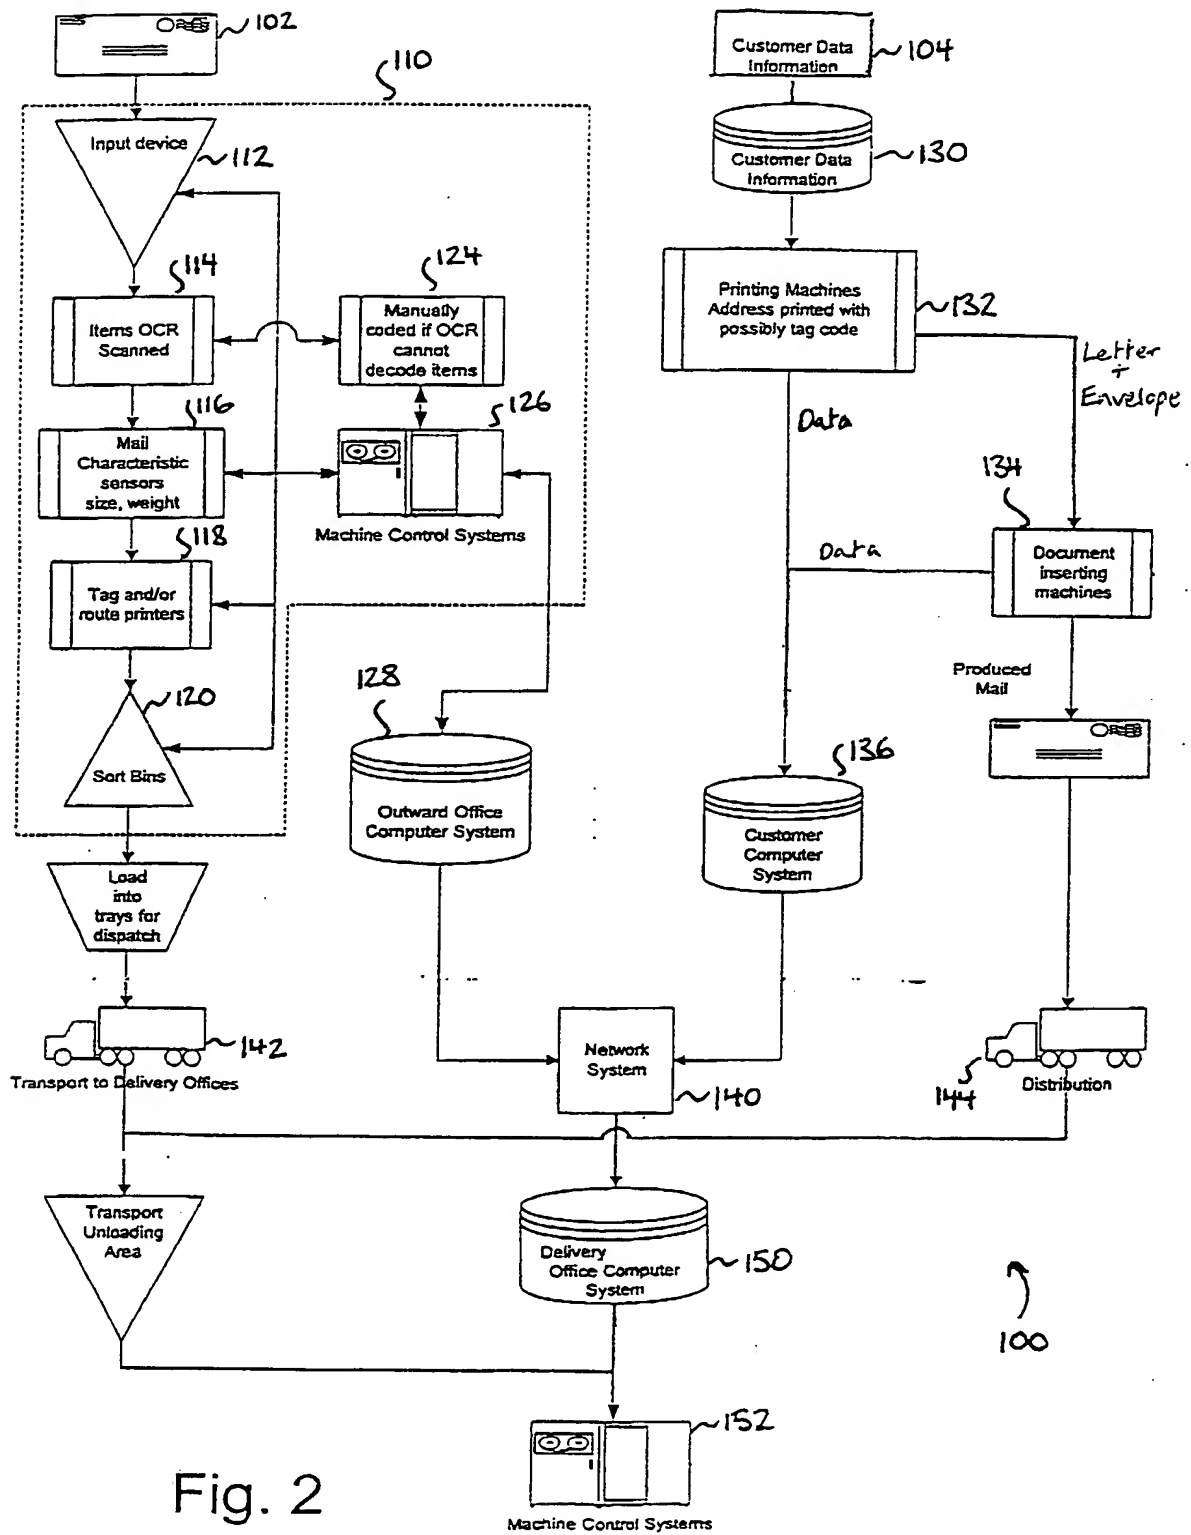 102
Customer Data
Information
104
110
Input device
112
Customer Data
Information
130
114
124
Items OCR
Scanned
Manually
coded if OCR
cannot
decode items
Printing Machines
Address printed with
possibly tag code
132
Letter
+
Envelope
116
126
Data
Mail
Characteristic
sensors
size, weight
134
Machine Control Systems
118
Data
Document
inserting
machines
Tag and/or
route printers
128
Produced
Mail
120
136
Sort Bins
Outward Office
Computer System
Customer
Computer
System
Load
into
trays for
dispatch
142
Transport to Delivery Offices
Network
System
140
144
Distribution
Transport
Unloading
Area
Delivery
Office Computer
System
150
100
152
Fig. 2
Machine Control Systems